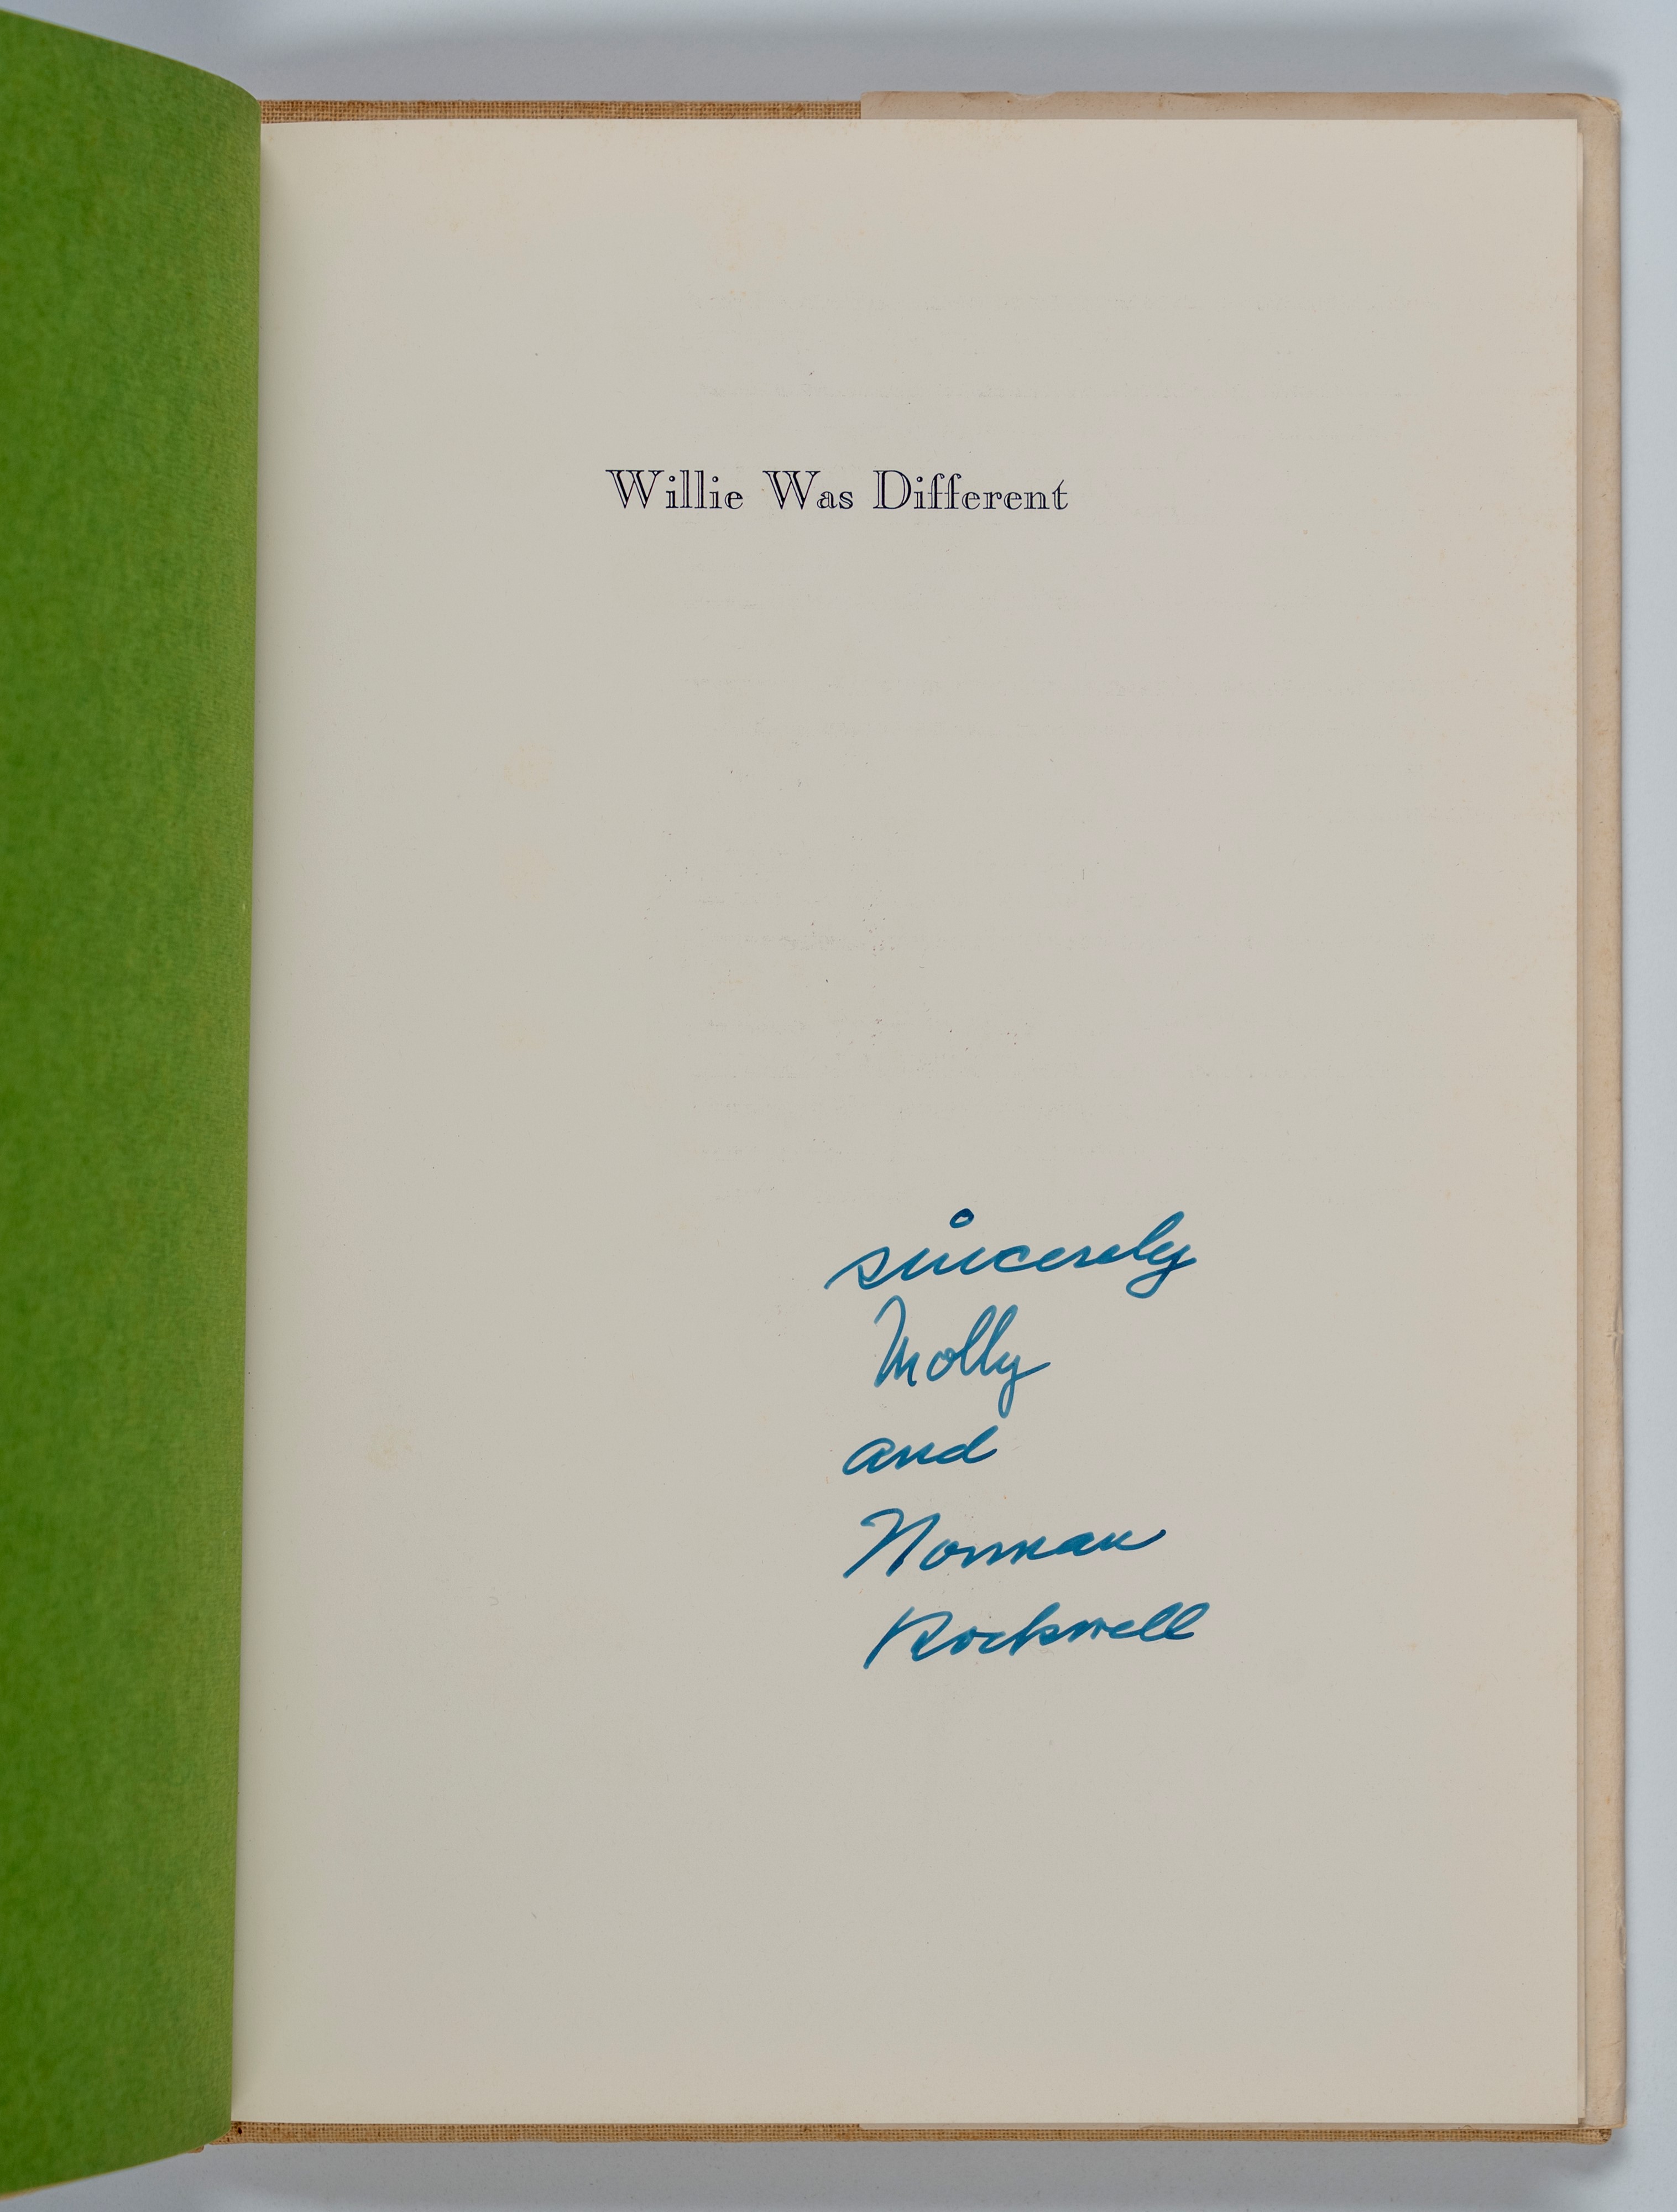 Willie Was Different
sincerely
Molly
and
Norman
Rockwell